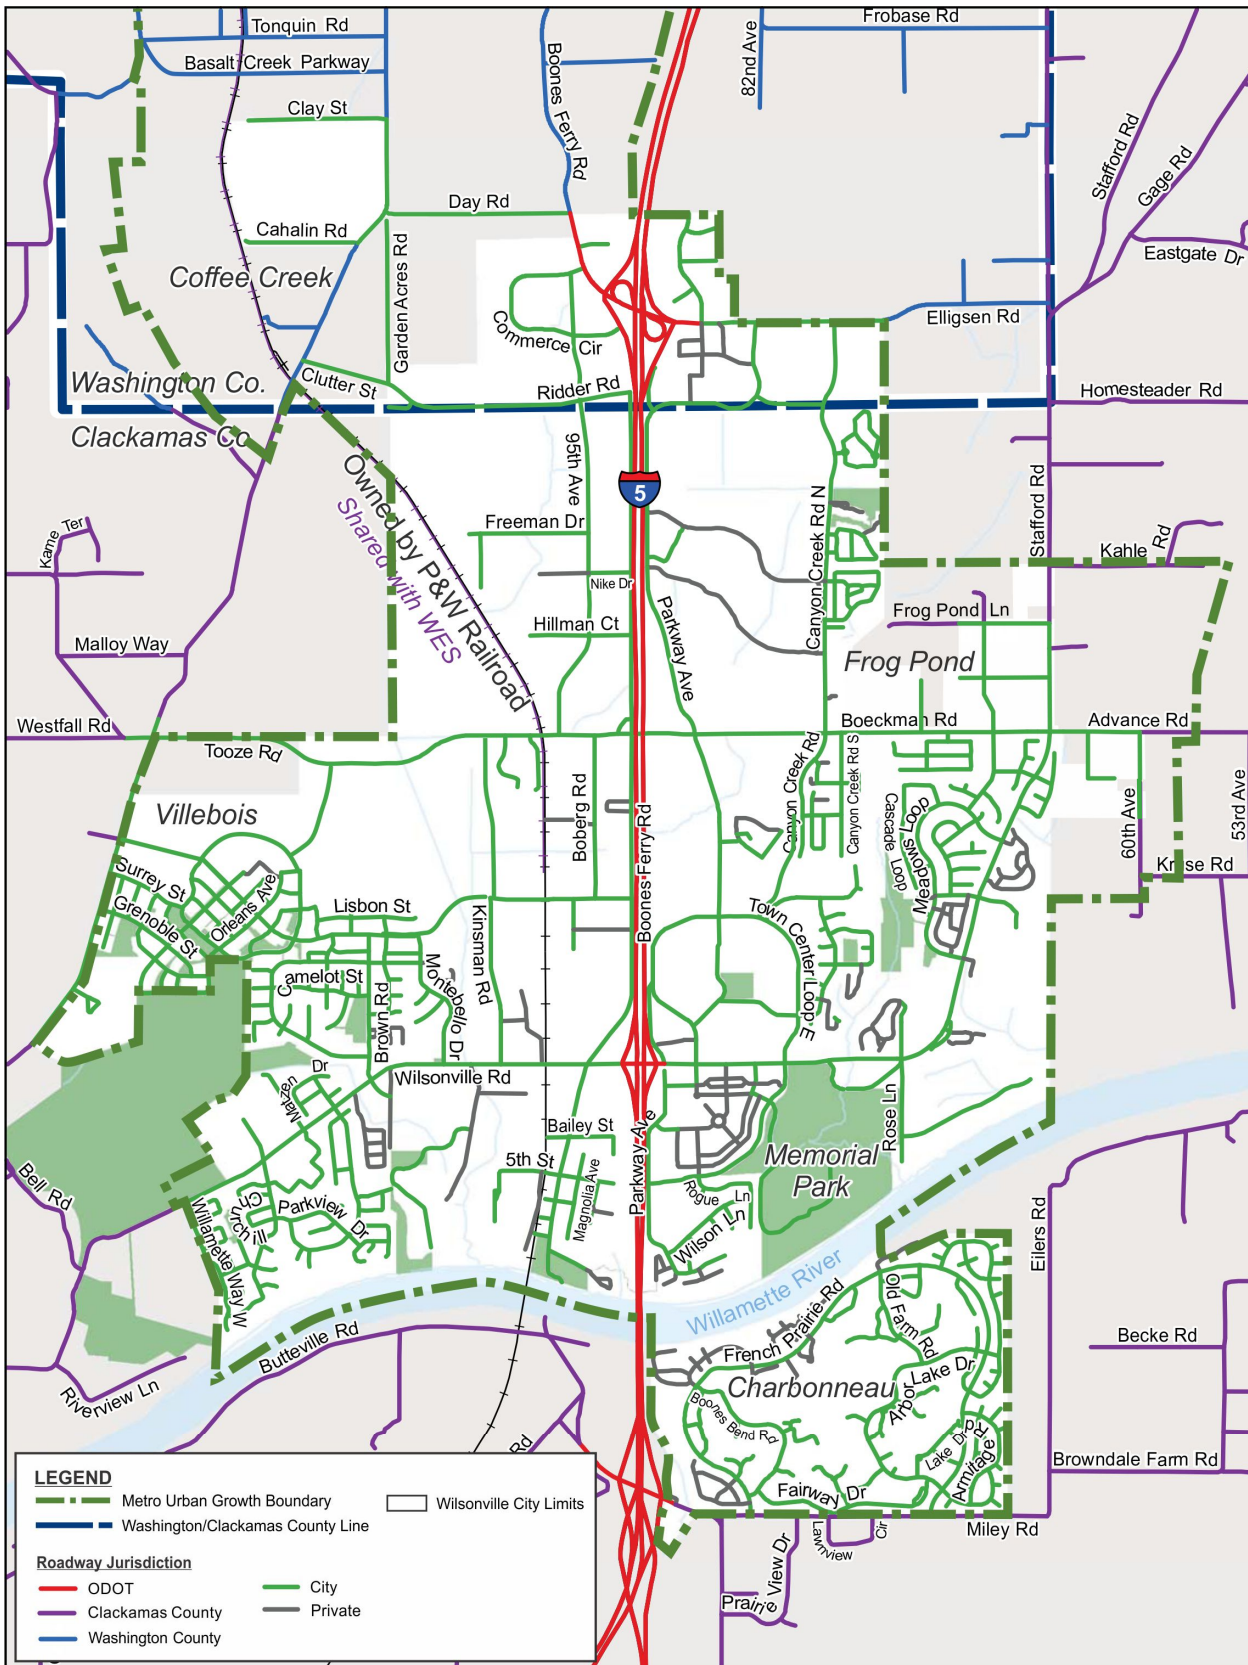 Tonquin Rd
Basalt Creek Parkway
Clay St
Boones Ferry Rd
82nd Ave
Frobase Rd
Stafford Rd
Gage Rd
Eastgate Dr
Day Rd
Cahalin Rd
Coffee Creek
Garden Acres Rd
Commerce Cir
Elligsen Rd
Washington Co.
Clutter St
Ridder Rd
Homesteader Rd
Clackamas Co
95th Ave
5
Owned by P&W Railroad
Shared with WES
Freeman Dr
Canyon Creek Rd N
Stafford Rd
Kahle Rd
Kame Ter
Nike Dr
Parkway Ave
Frog Pond Ln
Hillman Ct
Malloy Way
Frog Pond
Westfall Rd
Tooze Rd
Boeckman Rd
Advance Rd
Canyon Creek Rd
Canyon Creek Rd S
Villebois
Boberg Rd
Boones Ferry Rd
Cascade Loop
Meadows Loop
60th Ave
53rd Ave
Kruse Rd
Surrey St
Grenoble St
Orleans Ave
Lisbon St
Kinsman Rd
Town Center Loop E
Camelot St
Brown Rd
Montebello Dr
Wilsonville Rd
Matzen Dr
Rose Ln
Bailey St
5th St
Magnolia Ave
Parkway Ave
Memorial
Park
Rogue Ln
Wilson Ln
Bell Rd
Churchill
Parkview Dr
Willamette Way W
Eilers Rd
Willamette River
Old Farm Rd
French Prairie Rd
Butteville Rd
Becke Rd
Riverview Ln
Charbonneau
Arbor Lake Dr
Boones Bend Rd
Lake Dr
Armitage Rd
Rd
Browndale Farm Rd
Fairway Dr
Miley Rd
Lawnview Cir
Prairie View Dr
LEGEND
Metro Urban Growth Boundary
Wilsonville City Limits
Washington/Clackamas County Line
Roadway Jurisdiction
ODOT
City
Clackamas County
Private
Washington County